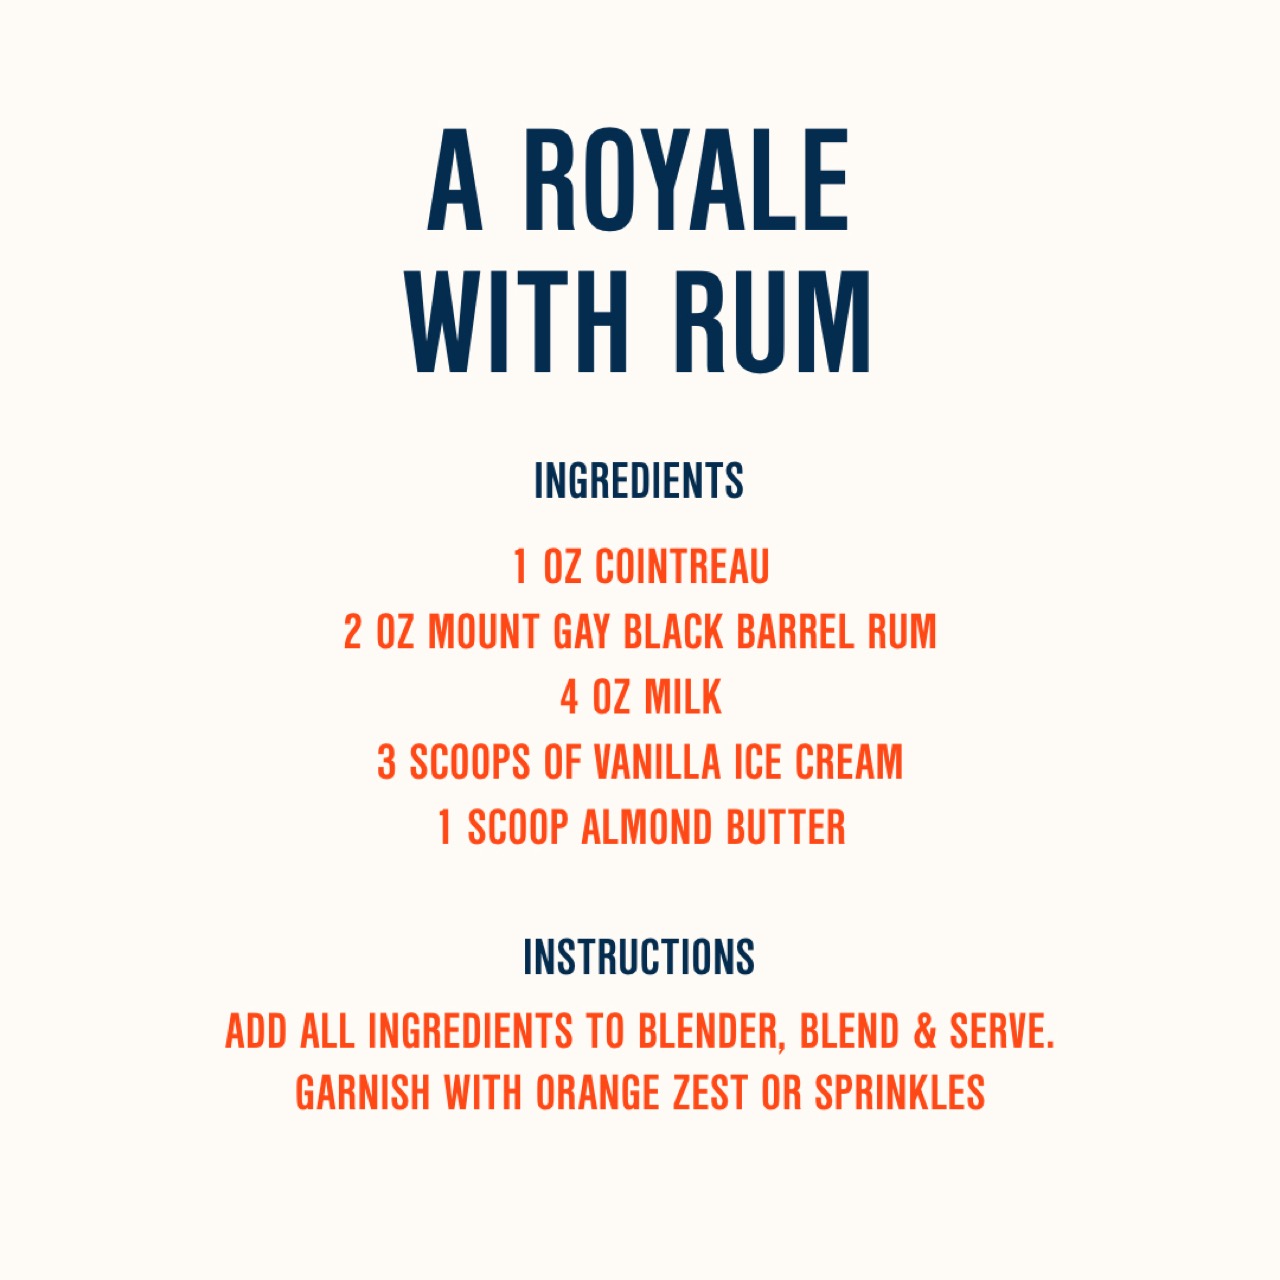 A ROYALE
WITH RUM
INGREDIENTS
1 OZ COINTREAU
2 OZ MOUNT GAY BLACK BARREL RUM
4 OZ MILK
3 SCOOPS OF VANILLA ICE CREAM
1 SCOOP ALMOND BUTTER
INSTRUCTIONS
ADD ALL INGREDIENTS TO BLENDER, BLEND & SERVE.
GARNISH WITH ORANGE ZEST OR SPRINKLES